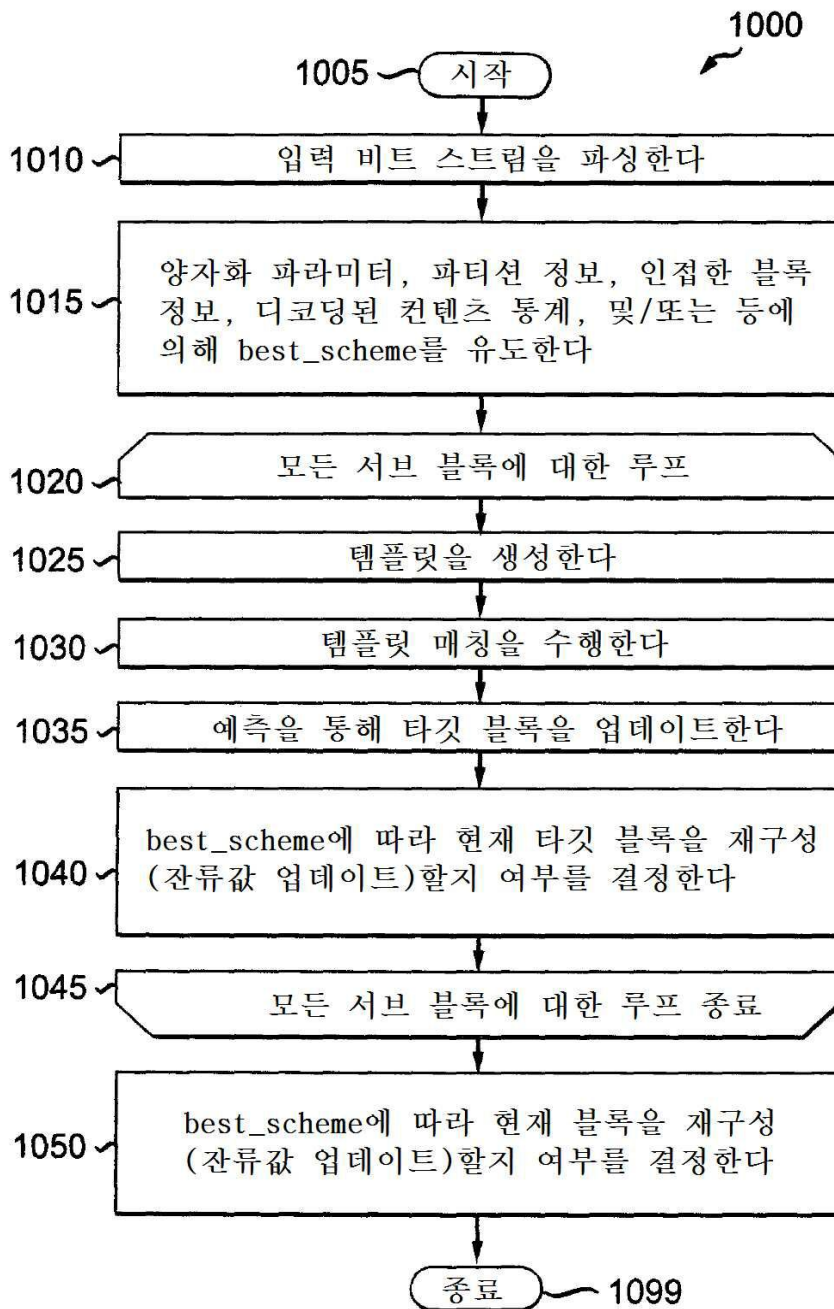 1000
1005 시작
1010 입력 비트 스트림을 파싱한다
양자화 파라미터, 파티션 정보, 인접한 블록
1015 정보, 디코딩된 컨텐츠 통계, 및/또는 등에
의해 best_scheme를 유도한다
1020 모든 서브 블록에 대한 루프
1025 템플릿을 생성한다
1030 템플릿 매칭을 수행한다
1035 예측을 통해 타깃 블록을 업데이트한다
best_scheme에 따라 현재 타깃 블록을 재구성
1040 (잔류값 업데이트)할지 여부를 결정한다
1045 모든 서브 블록에 대한 루프 종료
best_scheme에 따라 현재 블록을 재구성
1050 (잔류값 업데이트)할지 여부를 결정한다
종료 1099